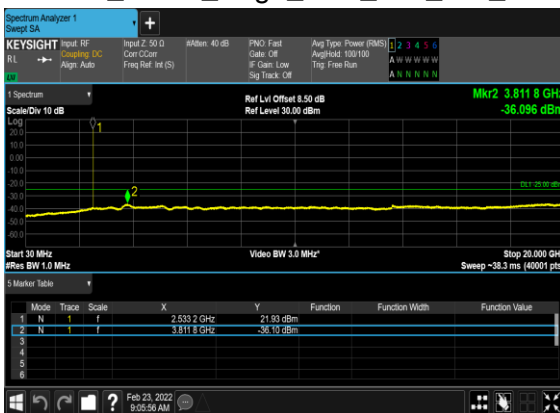 Spectrum Analyzer 1
Swept SA
KEYSIGHT Input: RF Input Z: 50 Ω #Atten: 40 dB PNO: Fast Avg Type: Power (RMS) 1 2 3 4 5 6
RL Coupling: DC Corr CCorr Gate: Off Avg|Hold: 100/100 A W W W W W
Align: Auto Freq Ref: Int (S) IF Gain: Low Trig: Free Run
Sig Track: Off A N N N N N
1 Spectrum Ref Lvl Offset 8.50 dB Mkr2 3.811 8 GHz
Scale/Div 10 dB Ref Level 30.00 dBm -36.096 dBm
Log
20.0 1
10.0
0.00
-10.0
-20.0 2 DL1 -25.00 dBm
-30.0
-40.0
-50.0
-60.0
Start 30 MHz Video BW 3.0 MHz* Stop 20.000 GHz
#Res BW 1.0 MHz Sweep ~38.3 ms (40001 pts)
5 Marker Table
Mode Trace Scale X Y Function Function Width Function Value
1 N 1 f 2.533 2 GHz 21.93 dBm
2 N 1 f 3.811 8 GHz -36.10 dBm
3
4
5
6
? Feb 23, 2022
9:05:56 AM